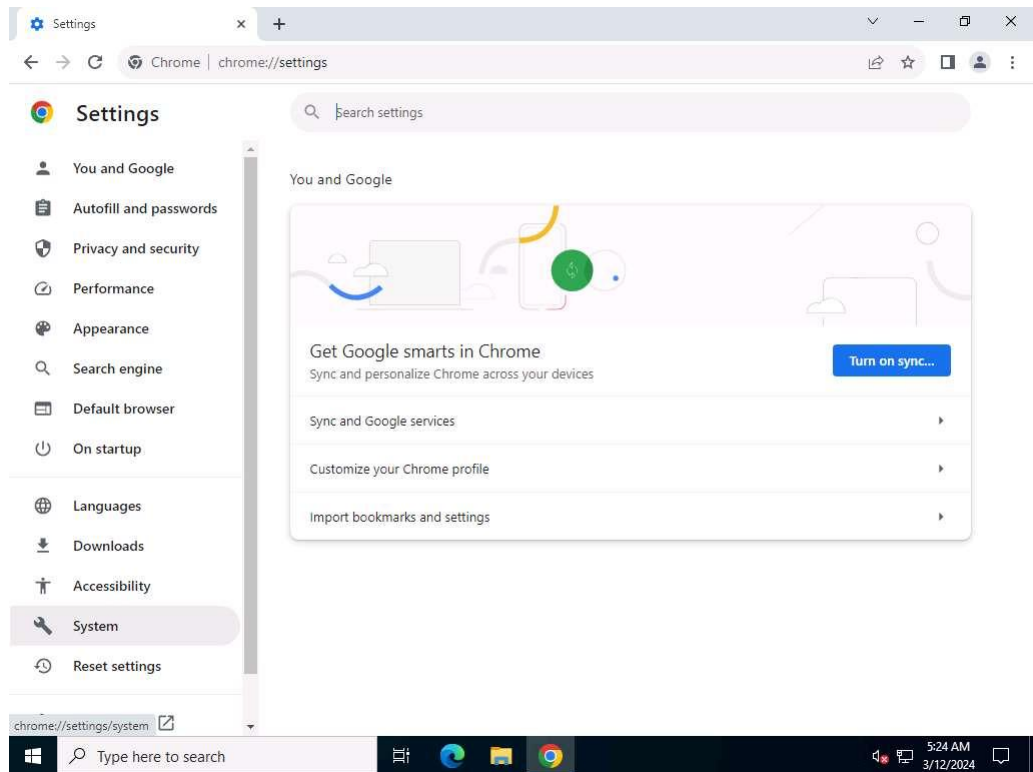 Settings
Chrome | chrome://settings
Settings
Search settings
You and Google
Autofill and passwords
Privacy and security
Performance
Appearance
Search engine
Default browser
On startup
Languages
Downloads
Accessibility
System
Reset settings
chrome://settings/system
You and Google
Get Google smarts in Chrome
Sync and personalize Chrome across your devices
Turn on sync...
Sync and Google services
Customize your Chrome profile
Import bookmarks and settings
Type here to search
5:24 AM
3/12/2024